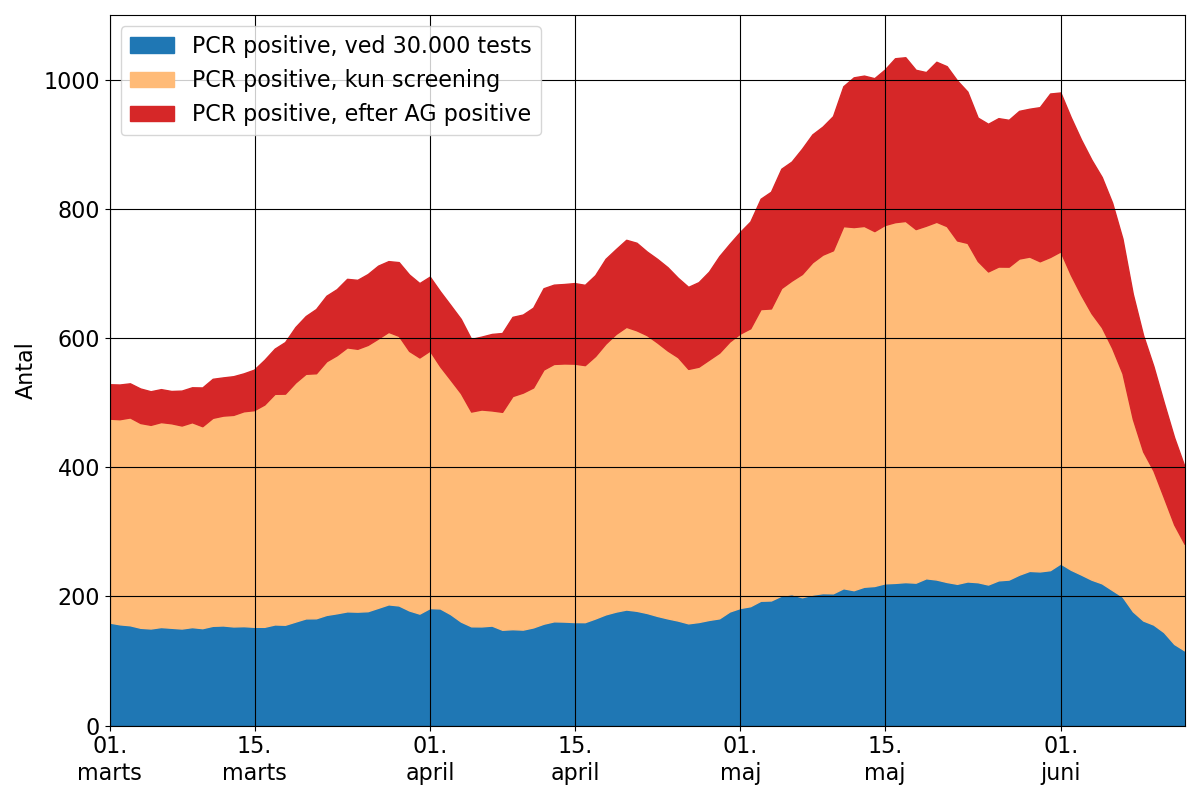 PCR positive, ved 30.000 tests
PCR positive, kun screening
PCR positive, efter AG positive
Antal
1000
800
600
400
200
0
01. marts
15. marts
01. april
15. april
01. maj
15. maj
01. juni